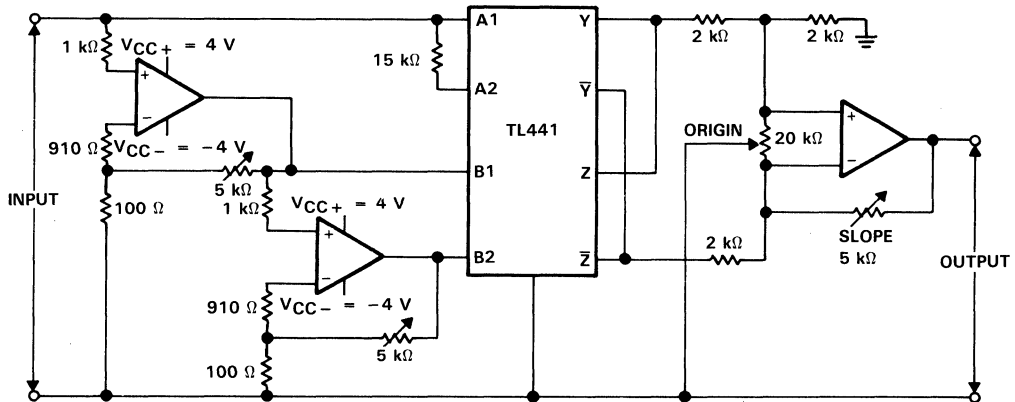 A1
Y
2 kΩ
2 kΩ
1 kΩ
VCC+ = 4 V
15 kΩ
A2
Y̅
+
−
TL441
ORIGIN
20 kΩ
+
−
910 Ω
VCC− = −4 V
B1
Z
INPUT
5 kΩ
100 Ω
1 kΩ
VCC+ = 4 V
SLOPE
5 kΩ
+
−
B2
Z̅
2 kΩ
OUTPUT
910 Ω
VCC− = −4 V
5 kΩ
100 Ω